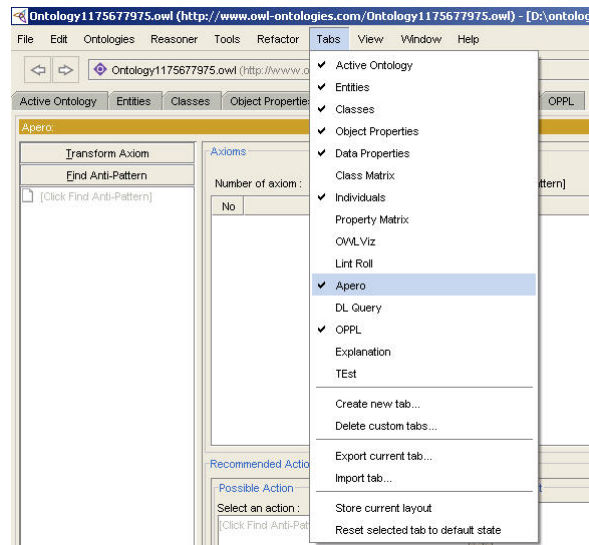 Ontology1175677975.owl (http://www.owl-ontologies.com/Ontology1175677975.owl) - [D:\ontolog
File Edit Ontologies Reasoner Tools Refactor Tabs View Window Help
Ontology1175677975.owl (http://www.o
Active Ontology Entities Classes Object Propertie OPPL
Apero:
Transform Axiom
Find Anti-Pattern
[Click Find Anti-Pattern]
Axioms
Number of axiom : ttern]
No
Active Ontology
Entities
Classes
Object Properties
Data Properties
Class Matrix
Individuals
Property Matrix
OWLViz
Lint Roll
Apero
DL Query
OPPL
Explanation
TEst
Create new tab...
Delete custom tabs...
Export current tab...
Import tab...
Store current layout
Reset selected tab to default state
Recommended Actio
Possible Action
Select an action :
[Click Find Anti-Pat